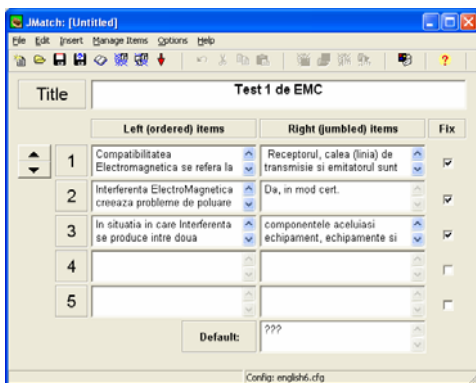 JMatch: [Untitled]
File Edit Insert Manage Items Options Help
?
Title
Test 1 de EMC
Left (ordered) items Right (jumbled) items Fix
1
Compatibilitatea
Electromagnetica se refera la
Receptorul, calea (linia) de
transmisie si emitatorul sunt
2
Interferenta ElectroMagnetica
creeaza probleme de poluare
Da, in mod cert.
3
In situatia in care Interferenta
se produce intre doua
componentele aceluiasi
echipament, echipamente si
4
5
Default:
???
Config: english6.cfg